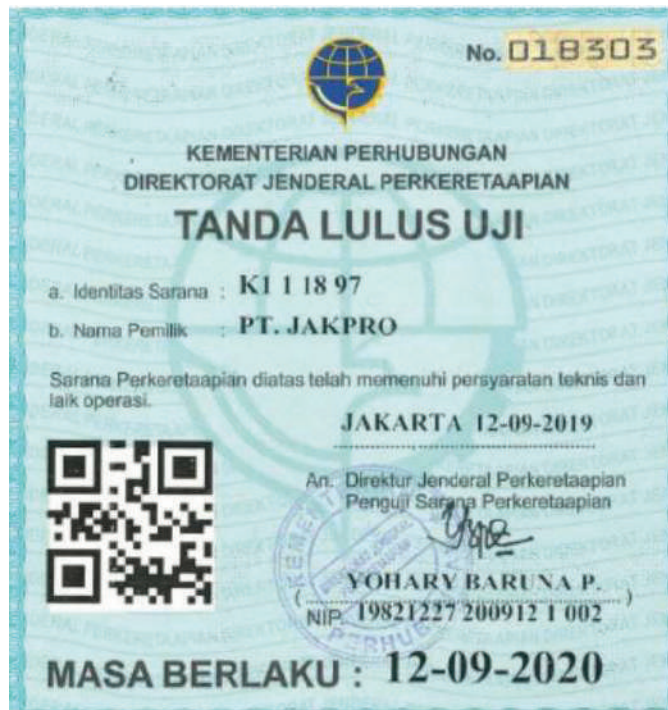 No. 018303
KEMENTERIAN PERHUBUNGAN
DIREKTORAT JENDERAL PERKERETAAPIAN
TANDA LULUS UJI
a. Identitas Sarana : K1 1 18 97
b. Nama Pemilik : PT. JAKPRO
Sarana Perkeretaapian diatas telah memenuhi persyaratan teknis dan
laik operasi.
JAKARTA, 12-09-2019
An. Direktur Jenderal Perkeretaapian
Penguji Sarana Perkeretaapian
(YOHARY BARUNA P.)
NIP. 19821227 200912 1 002
MASA BERLAKU : 12-09-2020